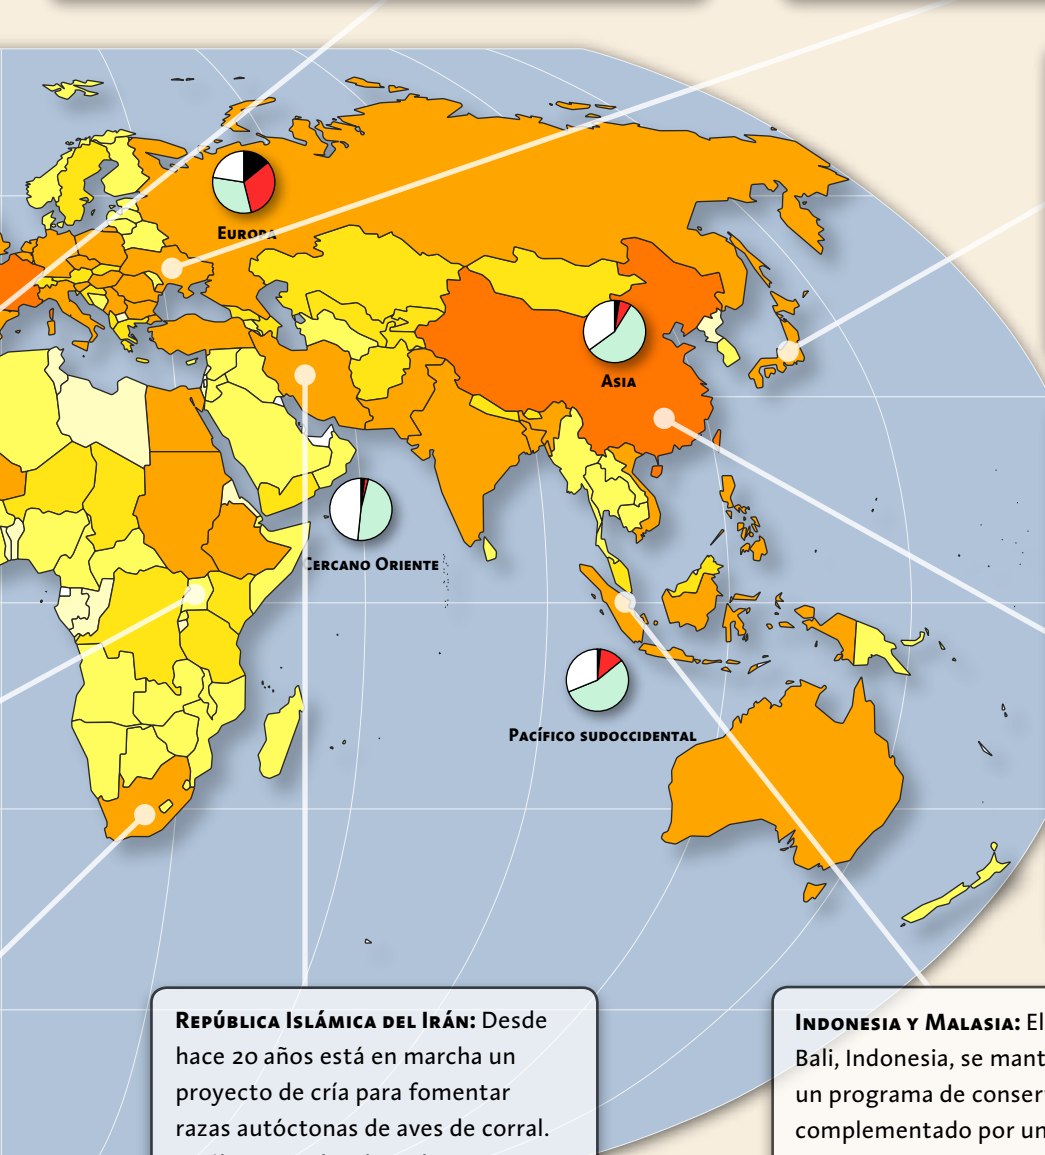 Europa
Asia
Cercano Oriente
Pacífico sudoccidental
República Islámica del Irán: Desde
hace 20 años está en marcha un
proyecto de cría para fomentar
razas autóctonas de aves de corral.
Indonesia y Malasia: El
Bali, Indonesia, se mant
un programa de conser
complementado por un